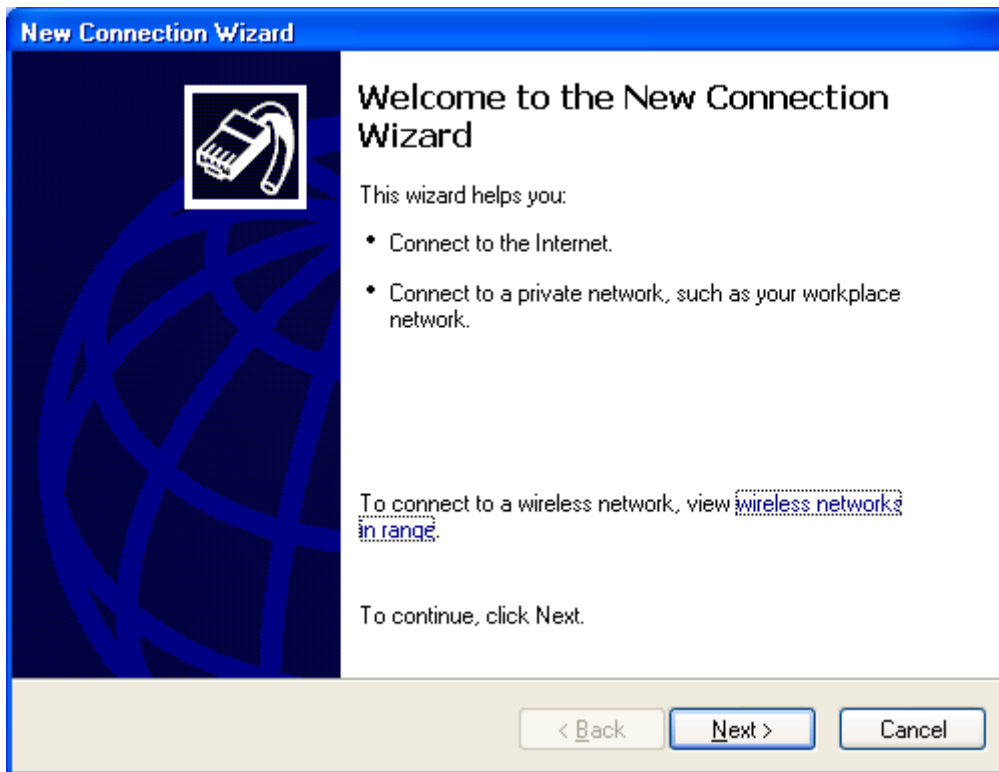 New Connection Wizard
Welcome to the New Connection
Wizard
This wizard helps you:
• Connect to the Internet.
• Connect to a private network, such as your workplace
network.
To connect to a wireless network, view wireless networks
in range.
To continue, click Next.
< Back
Next >
Cancel